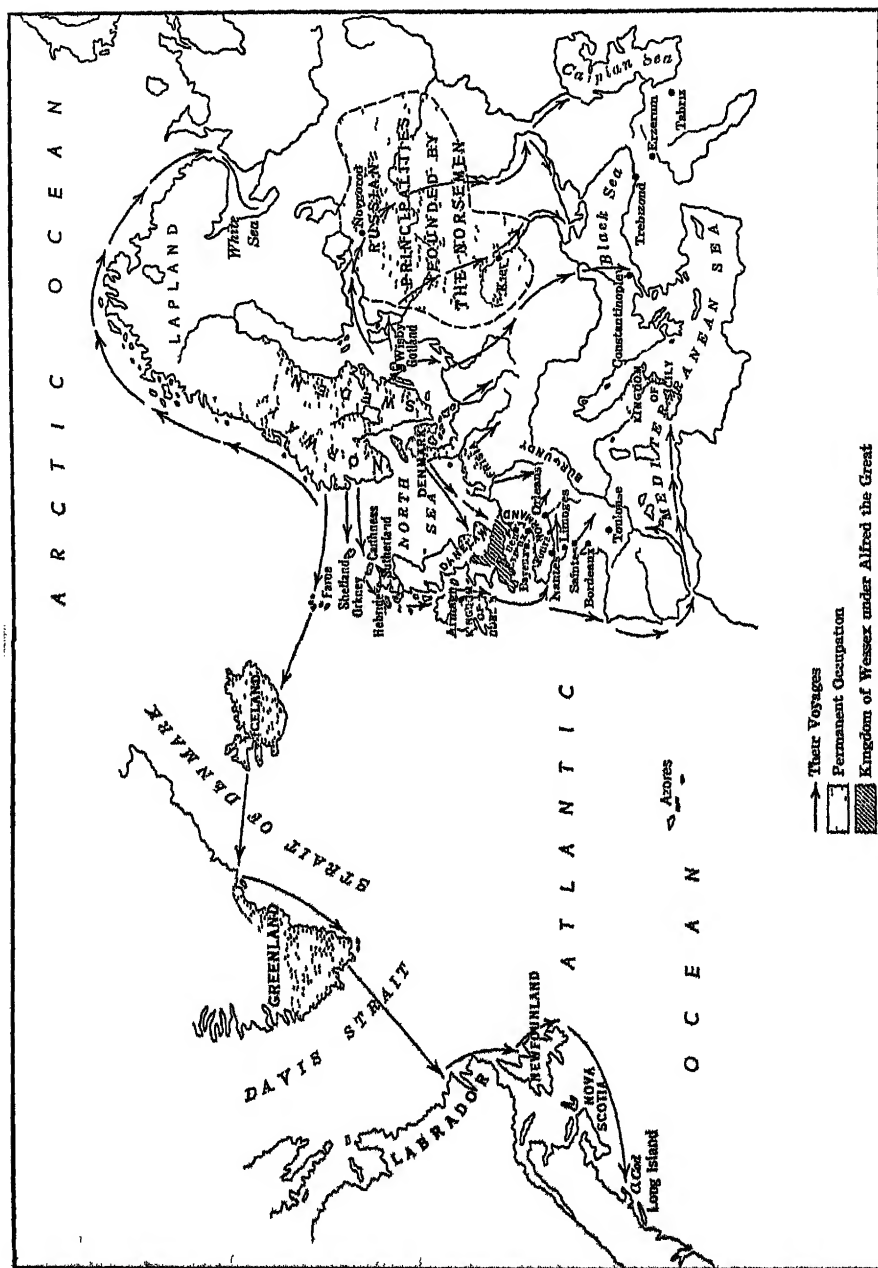 ARCTIC OCEAN
LAPLAND
White
Sea
Novgorod
RUSSIAN
PRINCIPALITIES
FOUNDED BY
THE NORSEMEN
Kiev
Caspian Sea
Black Sea
Erzerum
Tabriz
Trebizond
Constantinople
KINGDOM
OF
SICILY
MEDITERRANEAN SEA
Wisby
Gotland
NORTH
SEA
DENMARK
Faroe
Shetland
Orkney
Caithness
Sutherland
DANELAW
BURGUNDY
Orleans
Nantes
Limoges
Bordeaux
Toulouse
ICELAND
STRAIT OF DENMARK
GREENLAND
DAVIS STRAIT
LABRADOR
NEWFOUNLAND
NOVA
SCOTIA
C. Cod
Long Island
ATLANTIC
OCEAN
Azores
Their Voyages
Permanent Occupation
Kingdom of Wessex under Alfred the Great